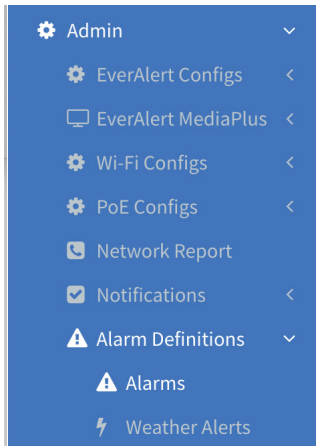 Admin
EverAlert Configs
EverAlert MediaPlus
Wi-Fi Configs
PoE Configs
Network Report
Notifications
Alarm Definitions
Alarms
Weather Alerts